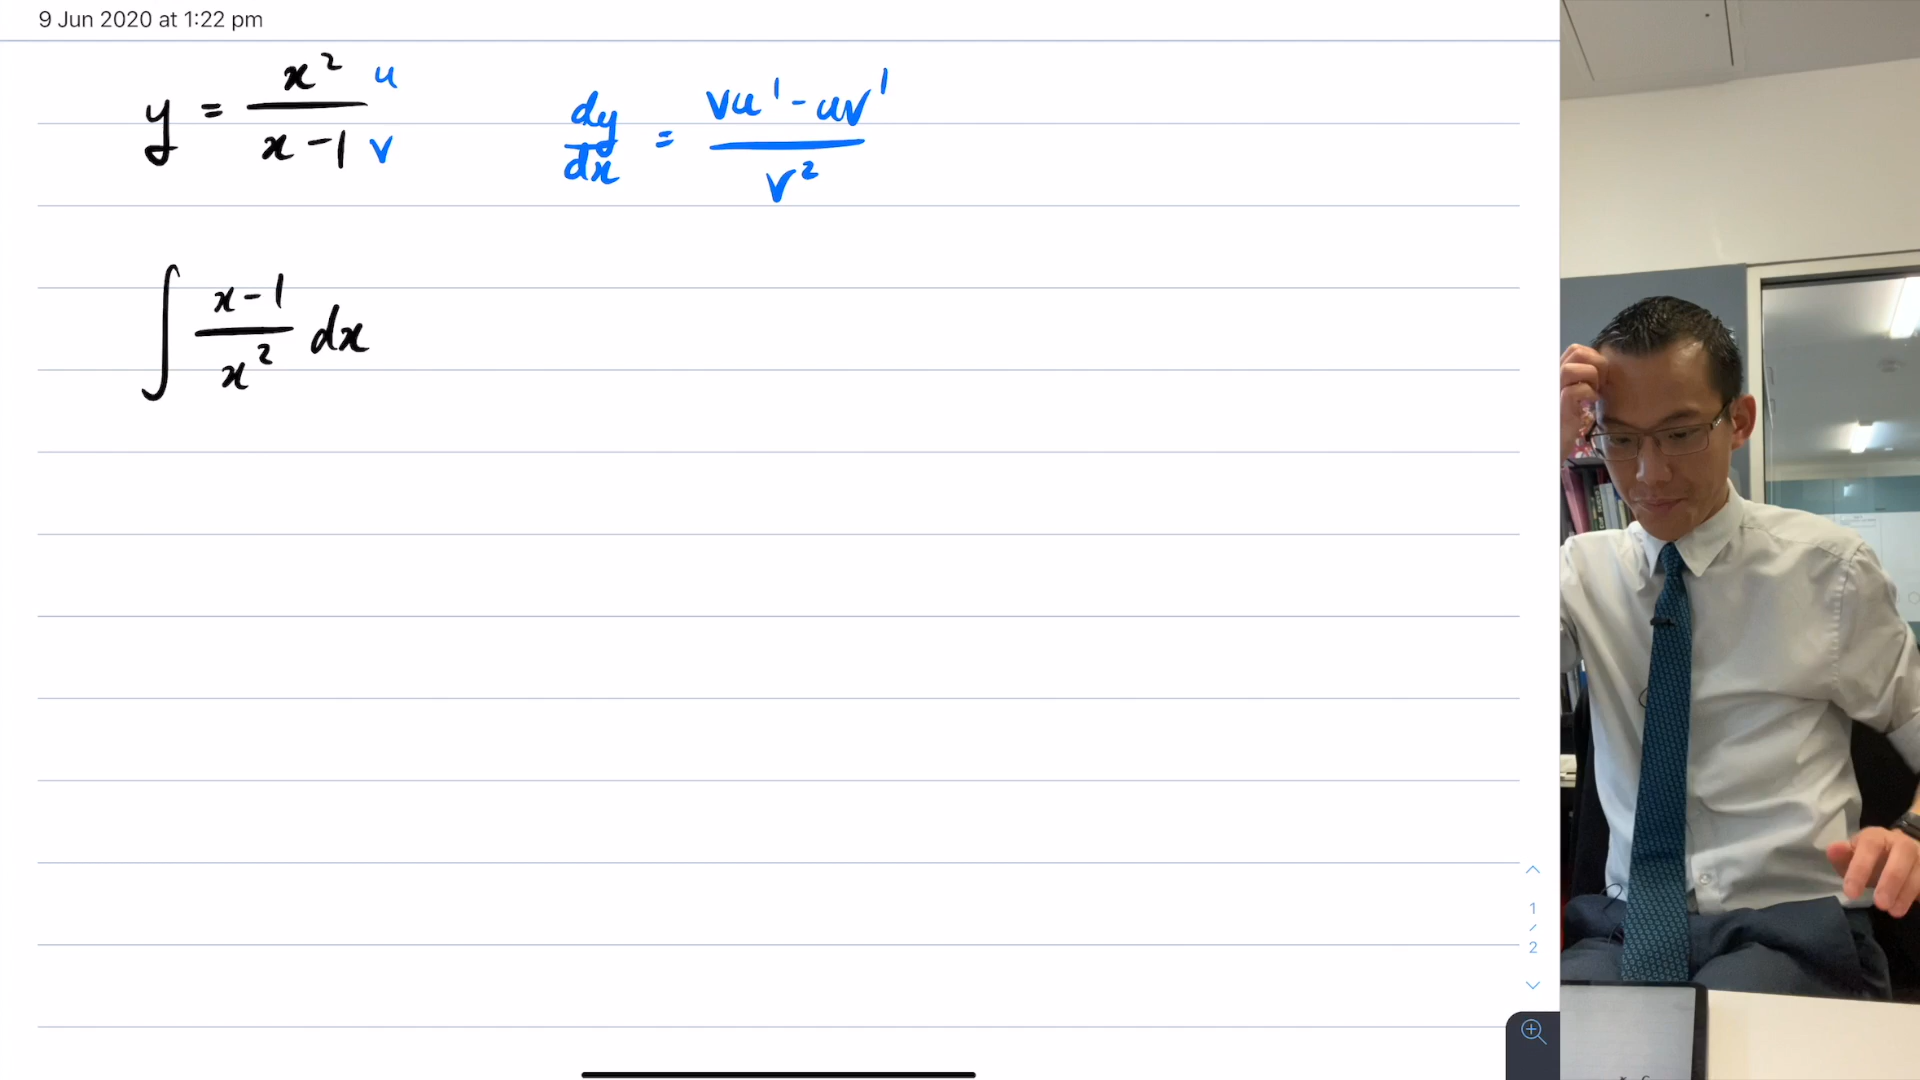 9 Jun 2020 at 1:22 pm
y = x² / x - 1 u v dy/dx = vu' - uv' / v²
∫ x - 1 / x² dx
1
/
2